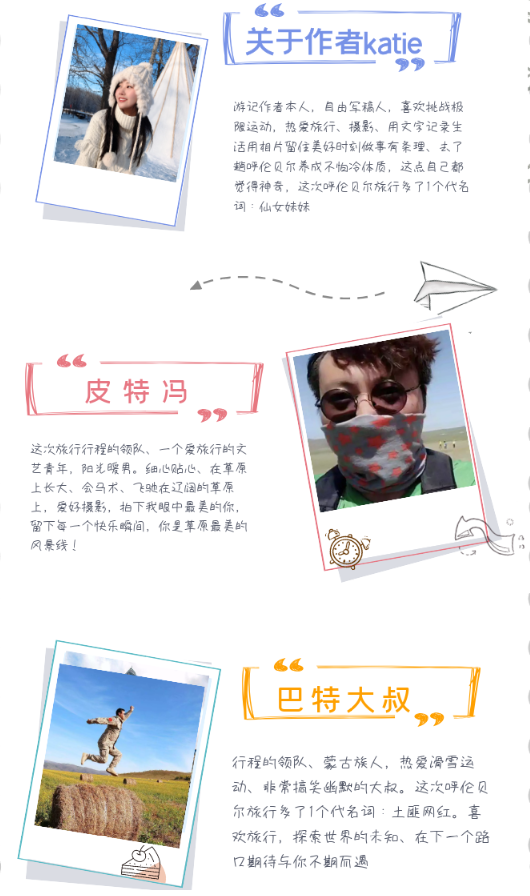 关于作者katie
游记作者本人，自由写稿人，喜欢挑战极
限运动，热爱旅行、摄影、用文字记录生
活用相片留住美好时刻做事有条理、去了
趟呼伦贝尔养成不怕冷体质，这点自己都
觉得神奇，这次呼伦贝尔旅行多了1个代名
词：仙女妹妹
皮特冯
这次旅行行程的领队、一个爱旅行的文
艺青年，阳光暖男。细心贴心、在草原
上长大、会马术、飞驰在辽阔的草原
上，爱好摄影，拍下我眼中最美的你，
留下每一个快乐瞬间，你是草原最美的
风景线！
巴特大叔
行程的领队、蒙古族人，热爱滑雪运
动、非常搞笑幽默的大叔。这次呼伦贝
尔旅行多了1个代名词：土匪网红。喜
欢旅行，探索世界的未知、在下一个路
口期待与你不期而遇